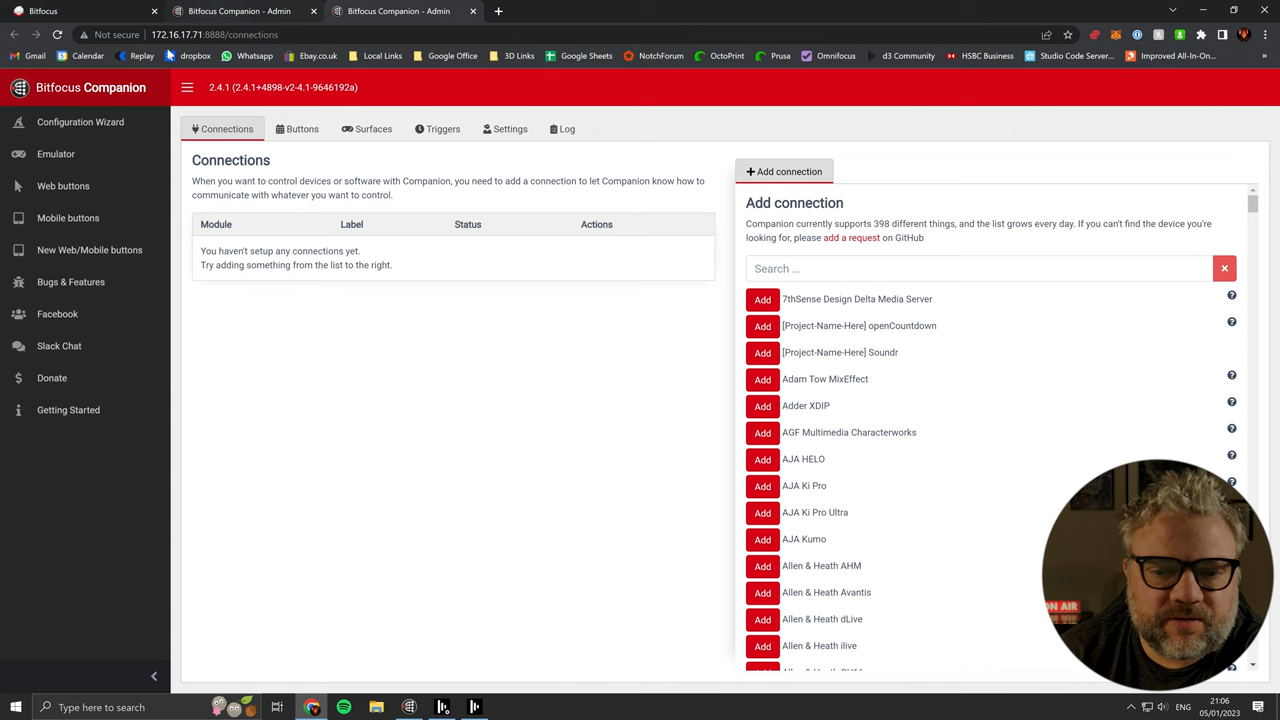 Bitfocus
Bitfocus Companion - Admin
Bitfocus Companion - Admin
Not secure
172.16.17.71:8888/connections
Gmail
Calendar
Replay
dropbox
Whatsapp
Ebay.co.uk
Local Links
Google Office
3D Links
Google Sheets
NotchForum
OctoPrint
Prusa
Omnifocus
d3 Community
HSBC Business
Studio Code Server...
Improved All-In-On...
Bitfocus Companion
2.4.1 (2.4.1+4898-v2-4.1-9646192a)
Configuration Wizard
Emulator
Web buttons
Mobile buttons
New Web/Mobile buttons
Bugs & Features
Facebook
Slack Chat
Donate
Getting Started
Connections
Buttons
Surfaces
Triggers
Settings
Log
Connections
When you want to control devices or software with Companion, you need to add a connection to let Companion know how to
communicate with whatever you want to control.
Module Label Status Actions
You haven't setup any connections yet.
Try adding something from the list to the right.
Add connection
Add connection
Companion currently supports 398 different things, and the list grows every day. If you can't find the device you're
looking for, please add a request on GitHub
Search ...
Add 7thSense Design Delta Media Server
Add [Project-Name-Here] openCountdown
Add [Project-Name-Here] Soundr
Add Adam Tow MixEffect
Add Adder XDIP
Add AGF Multimedia Characterworks
Add AJA HELO
Add AJA Ki Pro
Add AJA Ki Pro Ultra
Add AJA Kumo
Add Allen & Heath AHM
Add Allen & Heath Avantis
Add Allen & Heath dLive
Add Allen & Heath ilive
ON AIR
Type here to search
ENG
21:06
05/01/2023